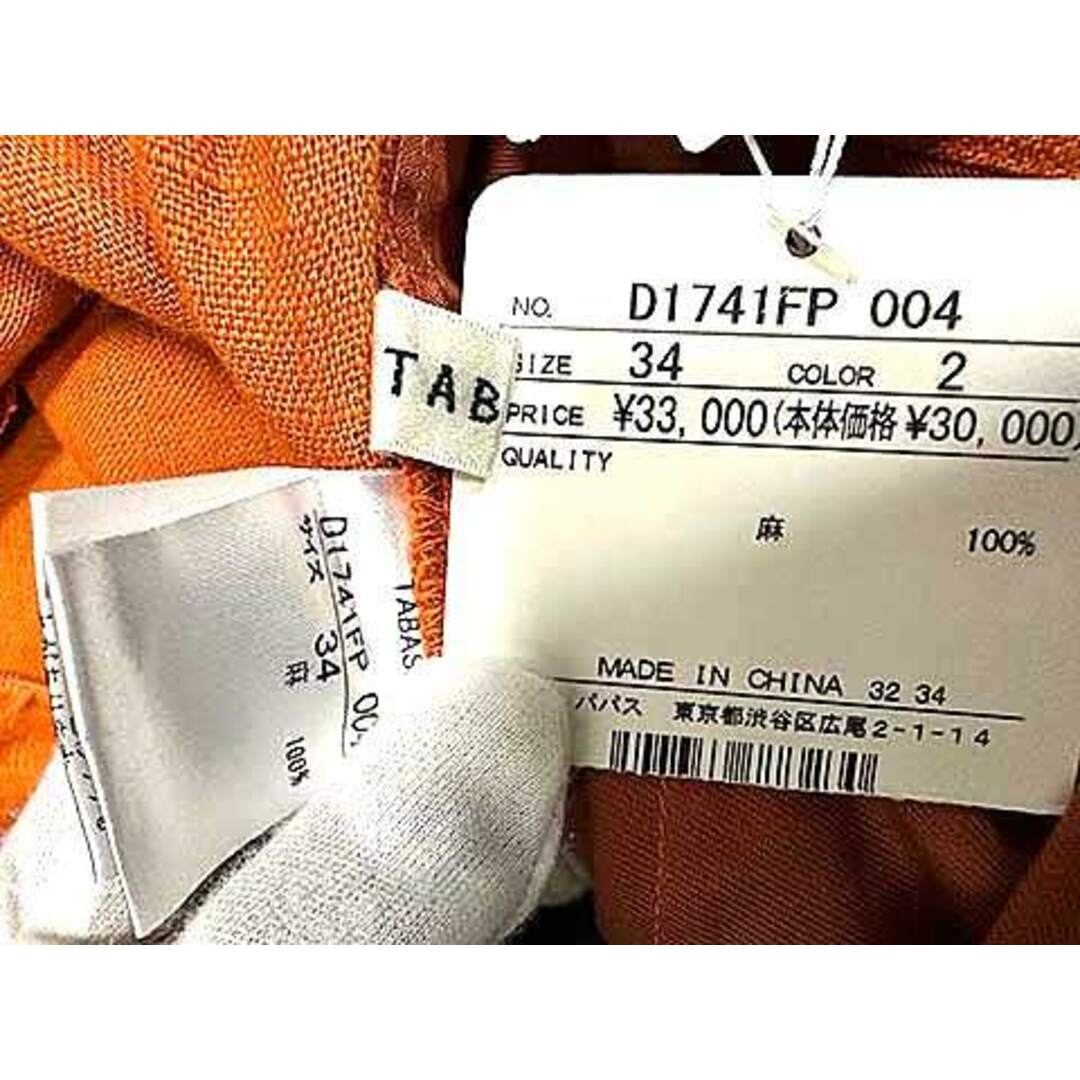 NO. D1741FP 004
SIZE 34 COLOR 2
PRICE ¥33,000(本体価格 ¥30,000)
QUALITY
麻 100%
MADE IN CHINA 32 34
パパス 東京都渋谷区広尾2-1-14
TAB
TABAS
D1741FP 00
サイズ 34
麻 100%